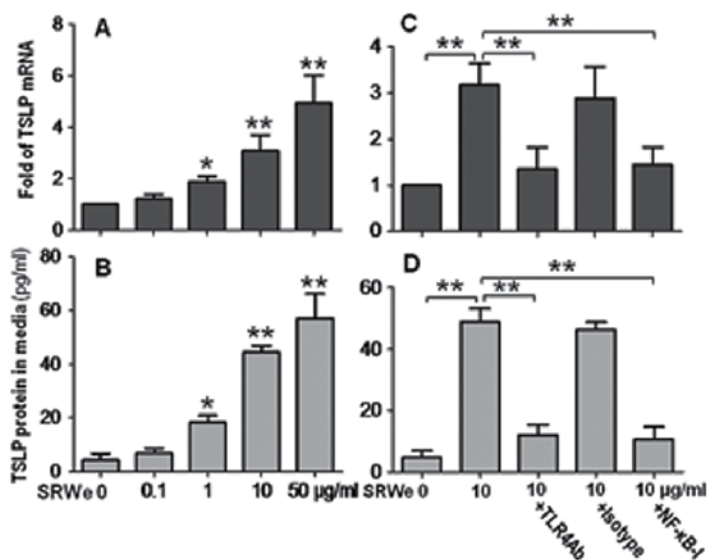 A
Fold of TSLP mRNA
8
6
4
2
0
*
**
**
C
4
3
2
1
0
**
**
**
B
TSLP protein in media (pg/ml)
80
60
40
20
0
*
**
**
SRWe 0 0.1 1 10 50 µg/ml
D
60
40
20
0
**
**
**
SRWe 0 10 10 10 10 µg/ml
+TLR4Ab
+Isotype
+NF-κB-I